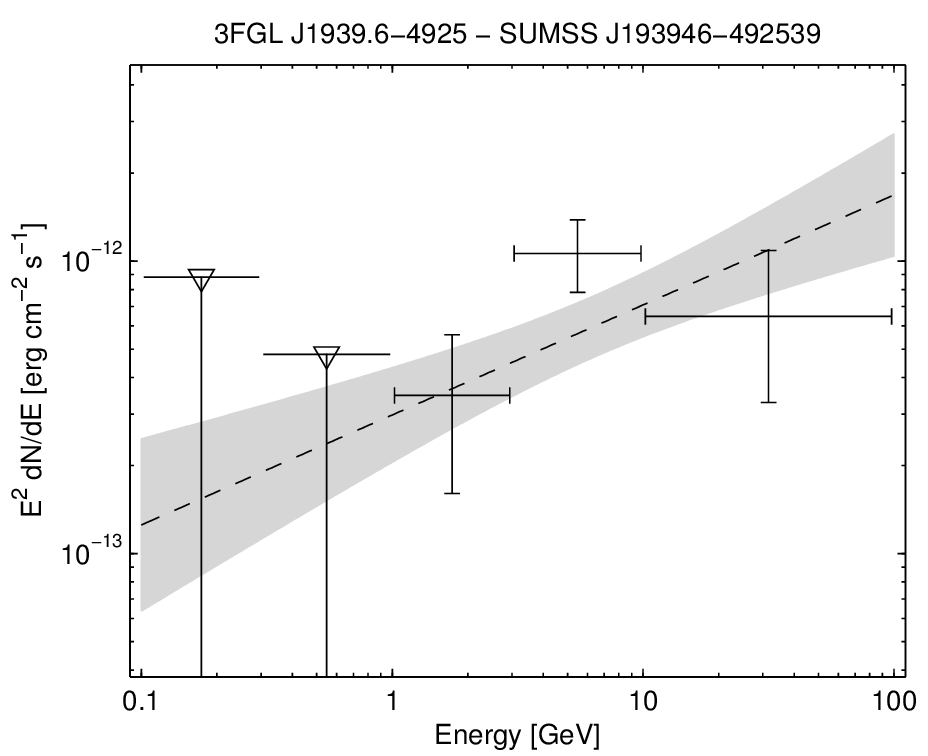 3FGL J1939.6−4925 − SUMSS J193946−492539
E² dN/dE [erg cm⁻² s⁻¹]
10⁻¹²
10⁻¹³
0.1 1 10 100
Energy [GeV]